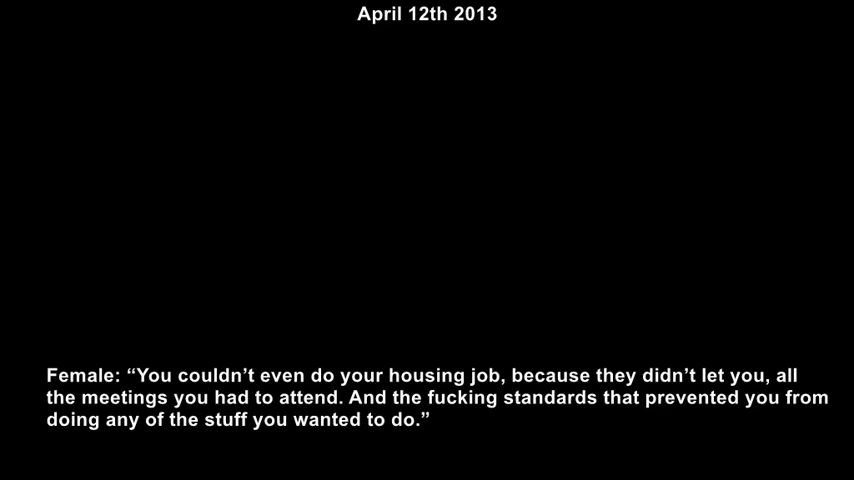 April 12th 2013
Female: “You couldn’t even do your housing job, because they didn’t let you, all
the meetings you had to attend. And the fucking standards that prevented you from
doing any of the stuff you wanted to do.”